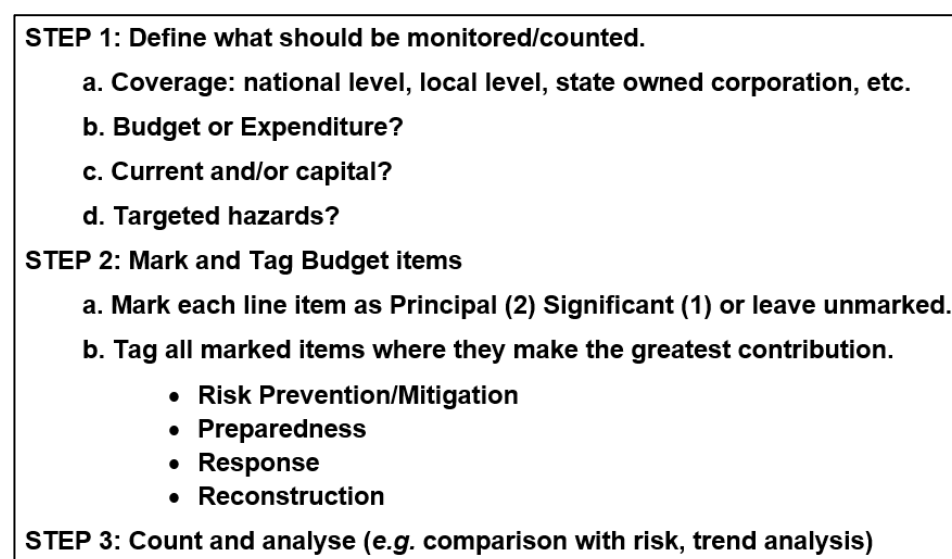 STEP 1: Define what should be monitored/counted.
a. Coverage: national level, local level, state owned corporation, etc.
b. Budget or Expenditure?
c. Current and/or capital?
d. Targeted hazards?
STEP 2: Mark and Tag Budget items
a. Mark each line item as Principal (2) Significant (1) or leave unmarked.
b. Tag all marked items where they make the greatest contribution.
• Risk Prevention/Mitigation
• Preparedness
• Response
• Reconstruction
STEP 3: Count and analyse (e.g. comparison with risk, trend analysis)